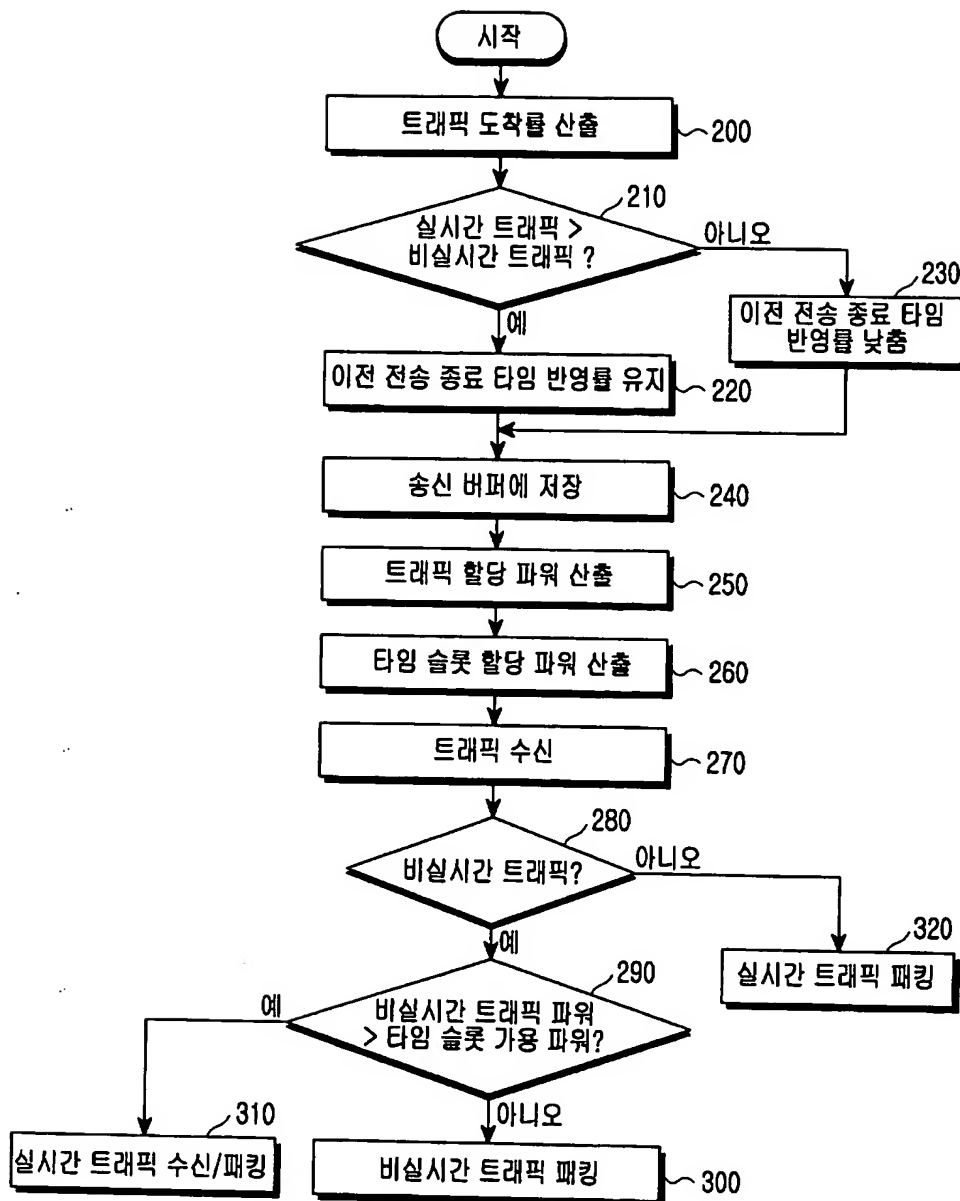 시작
트래픽 도착률 산출
200
210
실시간 트래픽 >
비실시간 트래픽 ?
아니오
230
이전 전송 종료 타임
반영률 낮춤
예
이전 전송 종료 타임 반영률 유지
220
송신 버퍼에 저장
240
트래픽 할당 파워 산출
250
타임 슬롯 할당 파워 산출
260
트래픽 수신
270
280
비실시간 트래픽?
아니오
320
실시간 트래픽 패킹
예
290
비실시간 트래픽 파워
> 타임 슬롯 가용 파워?
예
310
실시간 트래픽 수신/패킹
아니오
비실시간 트래픽 패킹
300